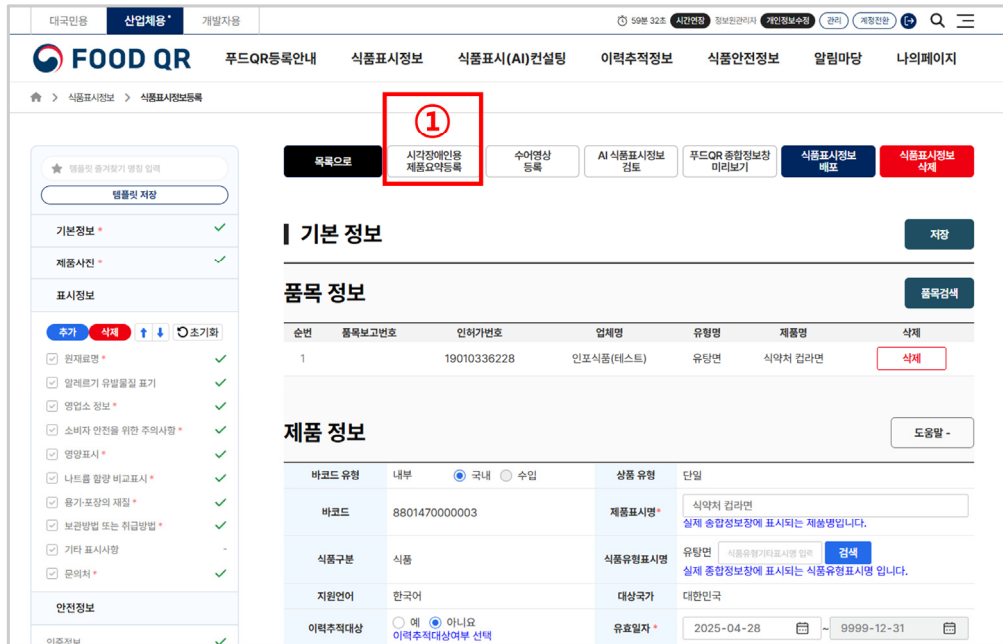 대국민용 산업체용 개발자용 59분 32초 시간연장 정보원관리자 개인정보수정 관리 계정전환
FOOD QR 푸드QR등록안내 식품표시정보 식품표시(AI)컨설팅 이력추적정보 식품안전정보 알림마당 나의페이지
식품표시정보 > 식품표시정보등록
①
템플릿 즐겨찾기 명칭 입력
템플릿 저장
목록으로
시각장애인용
제품요약등록
수어영상
등록
AI 식품표시정보
검토
푸드QR 종합정보창
미리보기
식품표시정보
배포
식품표시정보
삭제
기본정보 *
제품사진 *
표시정보
추가 삭제 초기화
원재료명 *
알레르기 유발물질 표기
영업소 정보 *
소비자 안전을 위한 주의사항 *
영양표시 *
나트륨 함량 비교표시 *
용기·포장의 재질 *
보관방법 또는 취급방법 *
기타 표시사항 -
문의처 *
안전정보
인증정보
기본 정보 저장
품목 정보 품목검색
순번 품목보고번호 인허가번호 업체명 유형명 제품명 삭제
1 19010336228 인포식품(테스트) 유탕면 식약처 컵라면 삭제
제품 정보 도움말 -
바코드 유형 내부 국내 수입 상품 유형 단일
바코드 8801470000003 제품표시명* 식약처 컵라면
실제 종합정보창에 표시되는 제품명입니다.
식품구분 식품 식품유형표시명 유탕면 식품유형기타표시명 입력 검색
실제 종합정보창에 표시되는 식품유형표시명 입니다.
지원언어 한국어 대상국가 대한민국
이력추적대상 예 아니요 유효일자 * 2025-04-28 ~ 9999-12-31
이력추적대상여부 선택